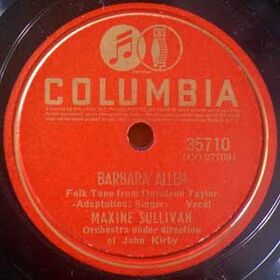 COLUMBIA
35710
(CO 27700)
BARBARA ALLEN
Folk Tune from Davidson Taylor
-Adaptation: Singer- Vocal-
MAXINE SULLIVAN
Orchestra under direction
of John Kirby